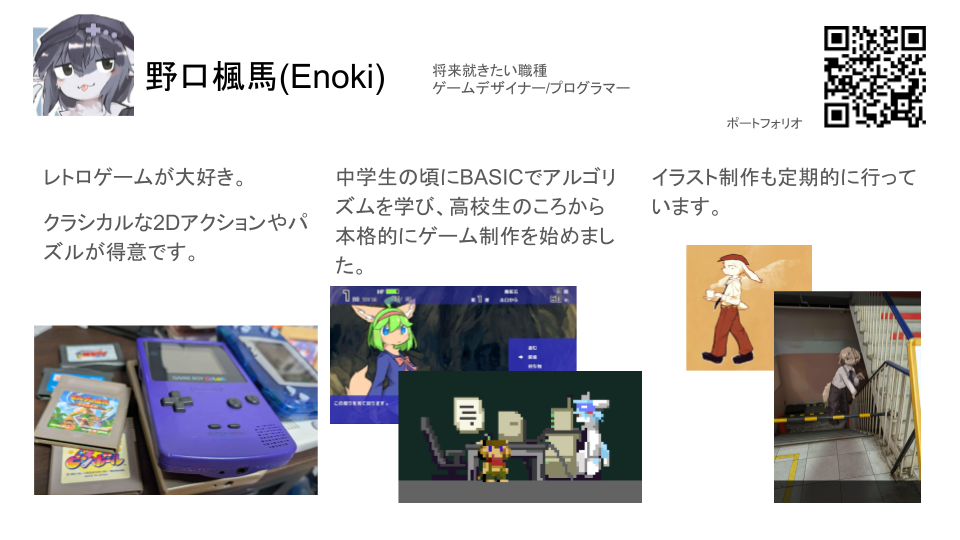 野口楓馬(Enoki)
将来就きたい職種
ゲームデザイナー/プログラマー
ポートフォリオ
レトロゲームが大好き。
クラシカルな2Dアクションやパ
ズルが得意です。
中学生の頃にBASICでアルゴリ
ズムを学び、高校生のころから
本格的にゲーム制作を始めまし
た。
イラスト制作も定期的に行って
います。
GAME BOY COLOR
HP